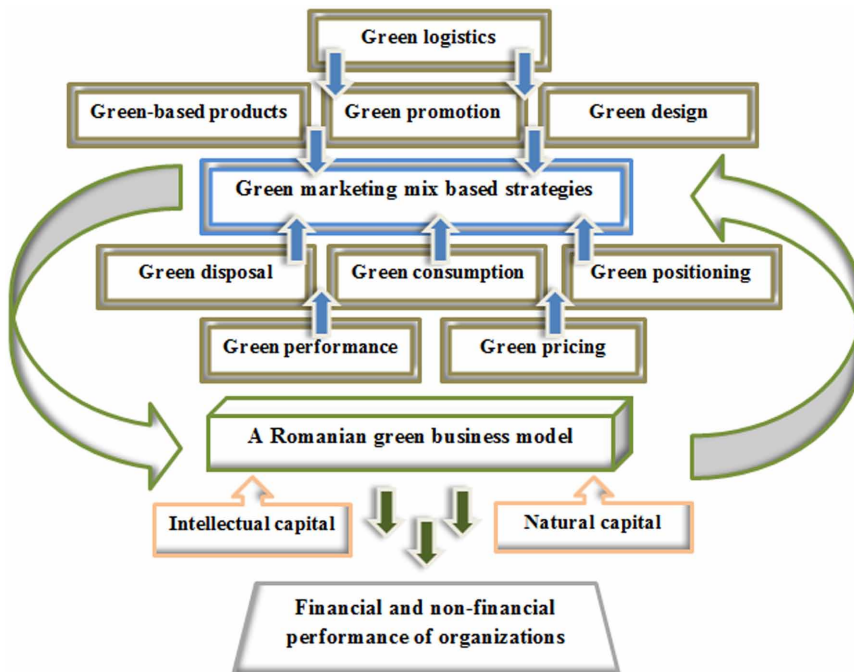 Green logistics
Green-based products
Green promotion
Green design
Green marketing mix based strategies
Green disposal
Green consumption
Green positioning
Green performance
Green pricing
A Romanian green business model
Intellectual capital
Natural capital
Financial and non-financial
performance of organizations